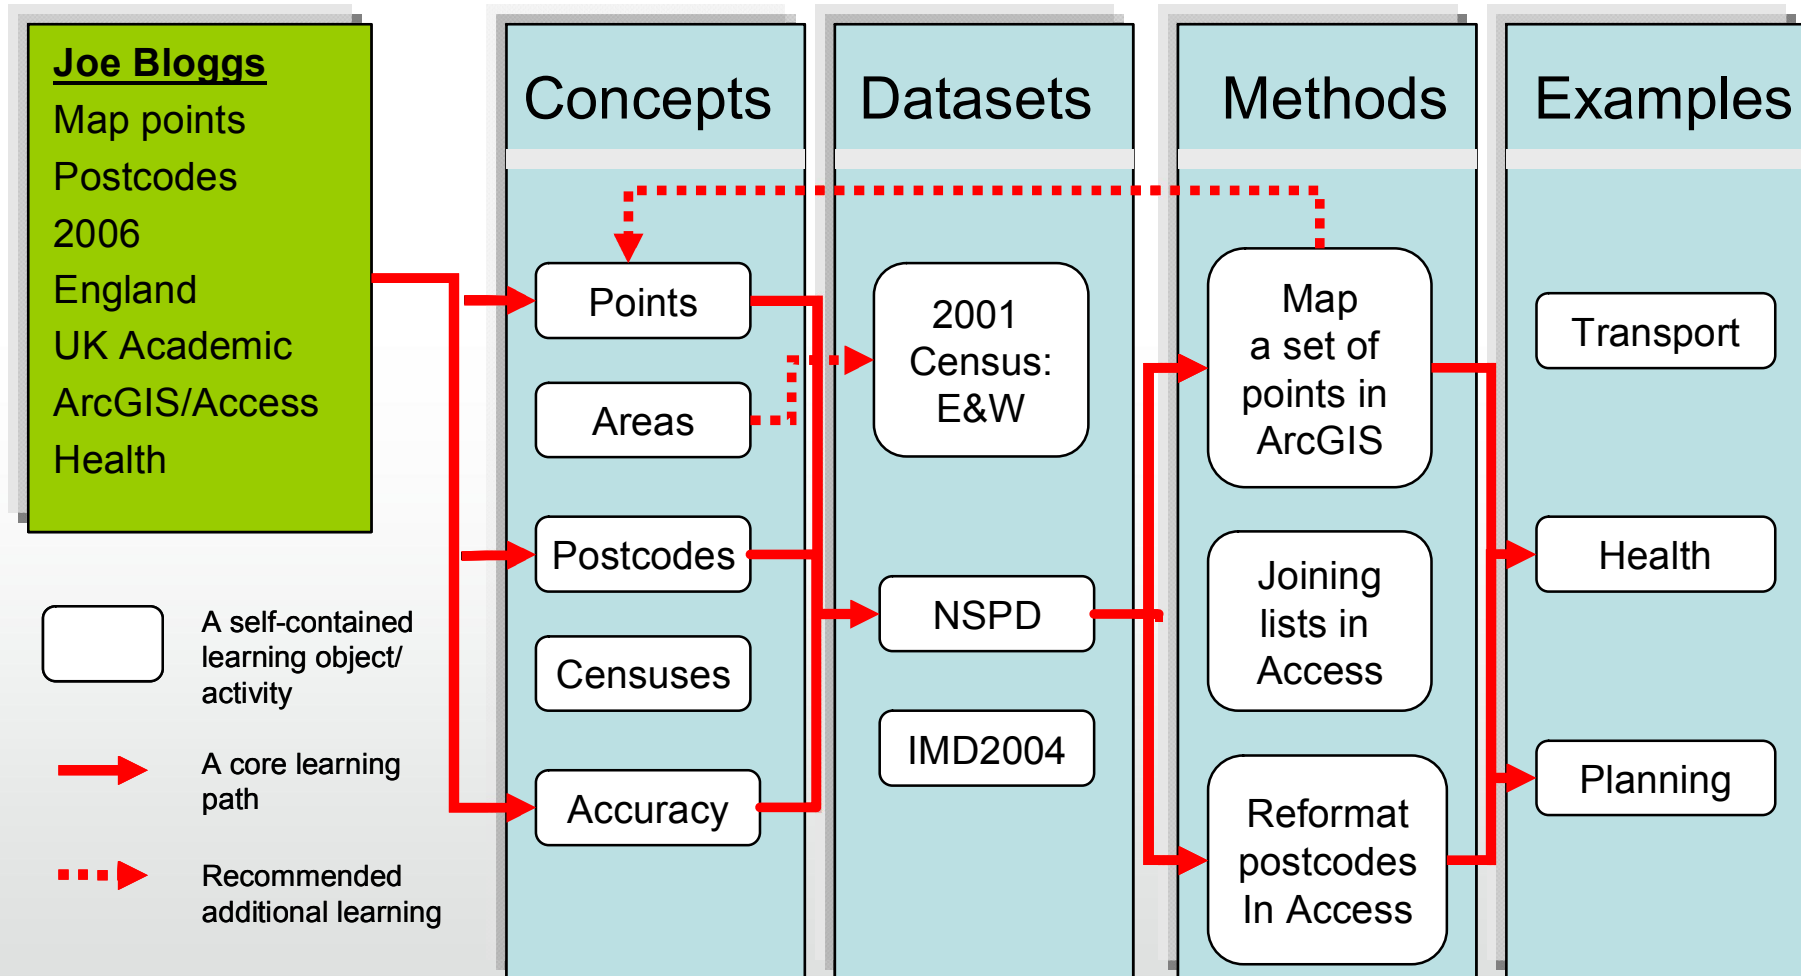 Joe Bloggs
Map points
Postcodes
2006
England
UK Academic
ArcGIS/Access
Health
A self-contained
learning object/
activity
A core learning
path
Recommended
additional learning
Concepts
Points
Areas
Postcodes
Censuses
Accuracy
Datasets
2001
Census:
E&W
NSPD
IMD2004
Methods
Map
a set of
points in
ArcGIS
Joining
lists in
Access
Reformat
postcodes
In Access
Examples
Transport
Health
Planning